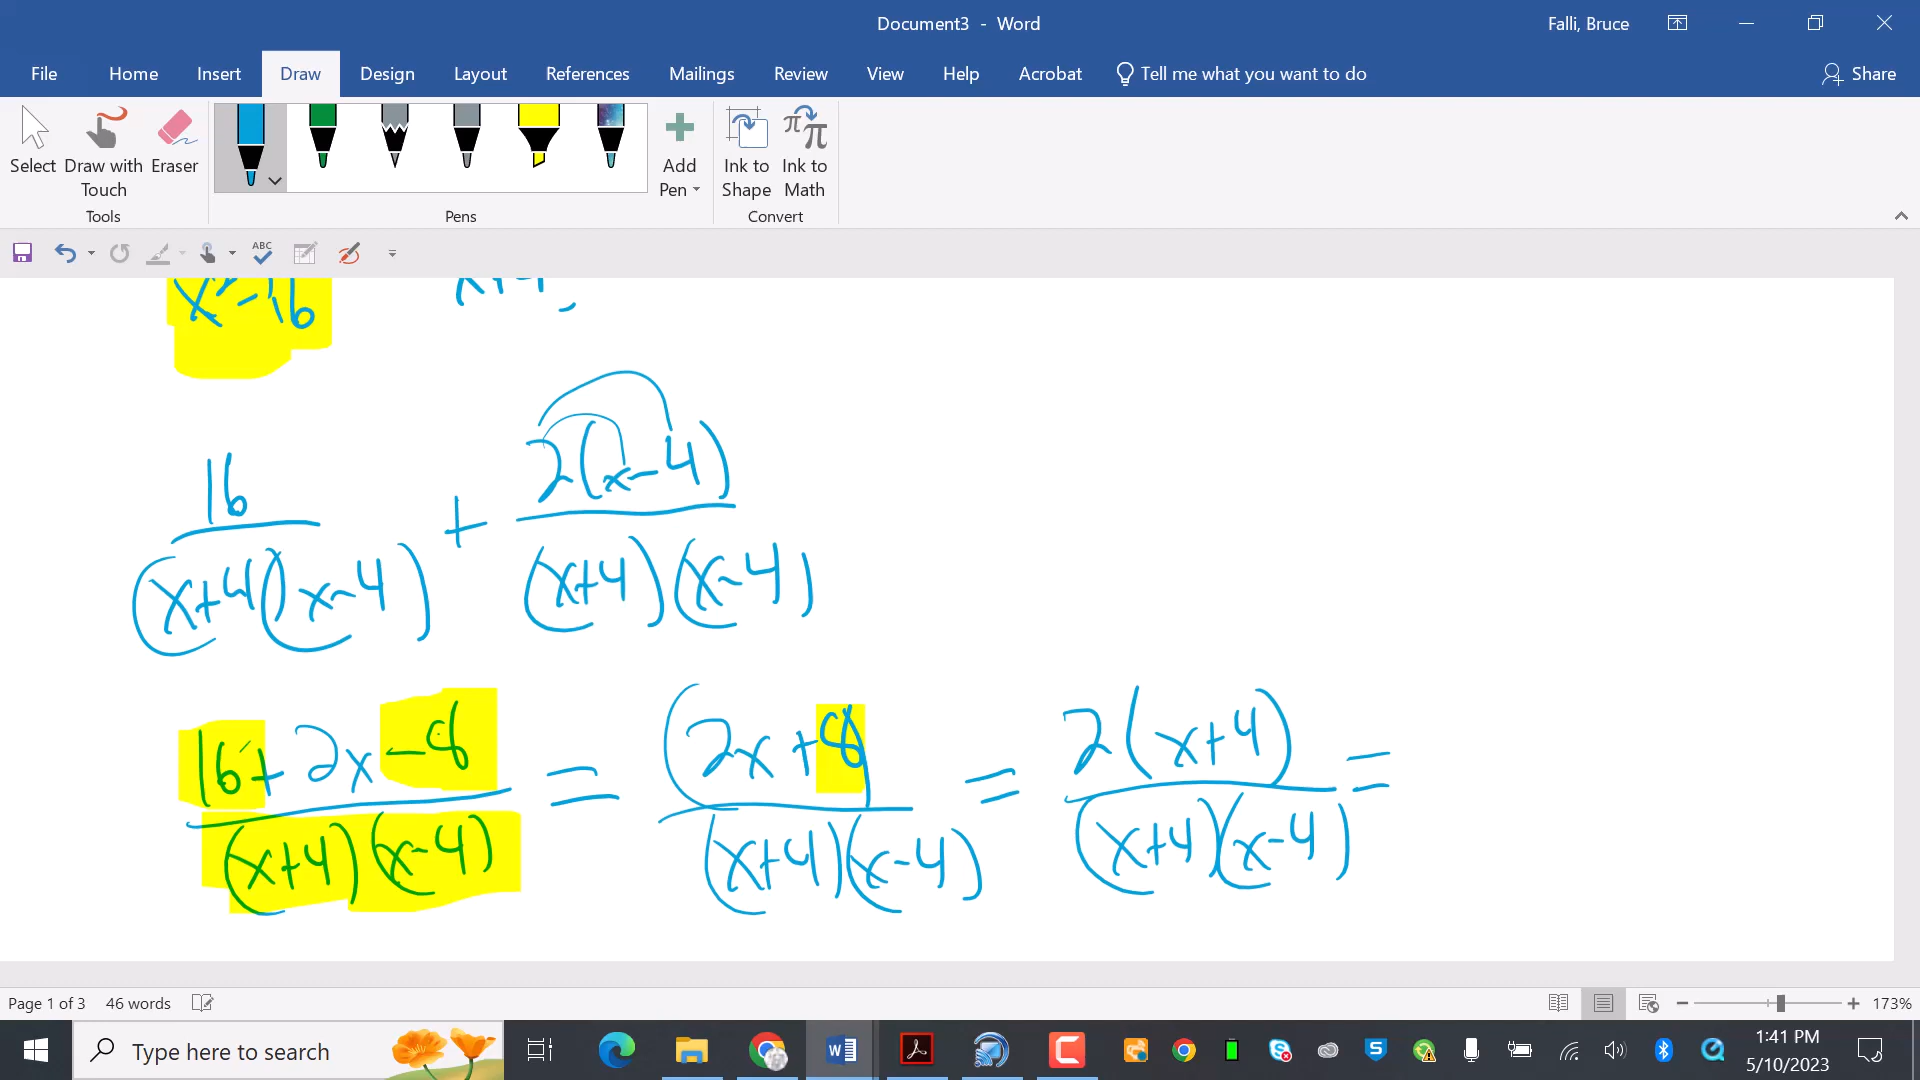 Document3 - Word
Falli, Bruce
File Home Insert Draw Design Layout References Mailings Review View Help Acrobat Tell me what you want to do Share
Select Draw with Touch Eraser Add Pen Ink to Shape Ink to Math
Tools Pens Convert
ABC
x²-16 x+4
16 + 2(x-4)
(x+4)(x-4) (x+4)(x-4)
16+2x-8 = (2x+8) = 2(x+4) =
(x+4)(x-4) (x+4)(x-4) (x+4)(x-4)
Page 1 of 3 46 words 173%
Type here to search
1:41 PM
5/10/2023